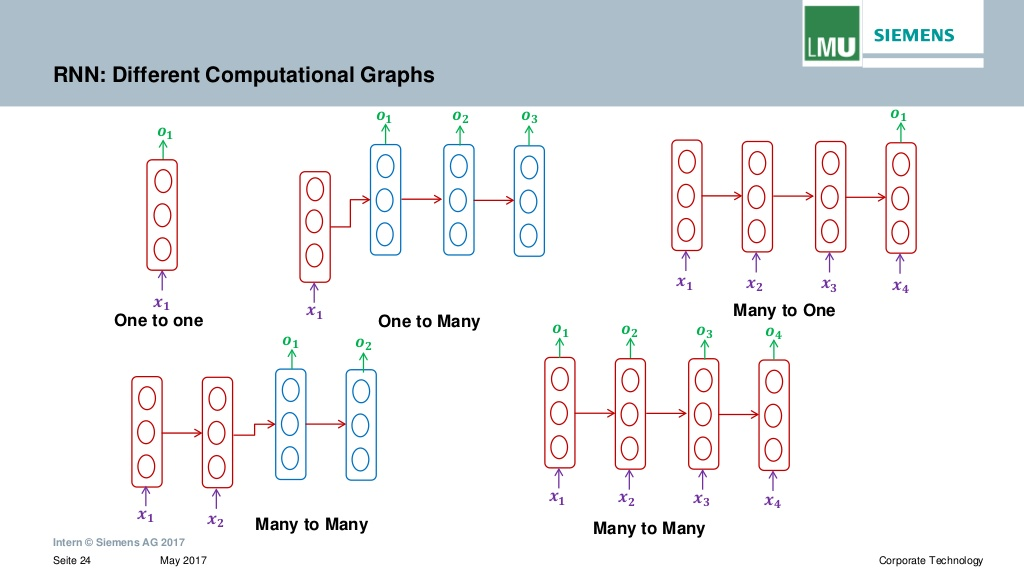 LMU
SIEMENS
RNN: Different Computational Graphs
o₁
x₁
One to one
o₁ o₂ o₃
x₁
One to Many
o₁
x₁ x₂ x₃ x₄
Many to One
o₁ o₂
x₁ x₂
Many to Many
o₁ o₂ o₃ o₄
x₁ x₂ x₃ x₄
Many to Many
Intern © Siemens AG 2017
Seite 24 May 2017 Corporate Technology